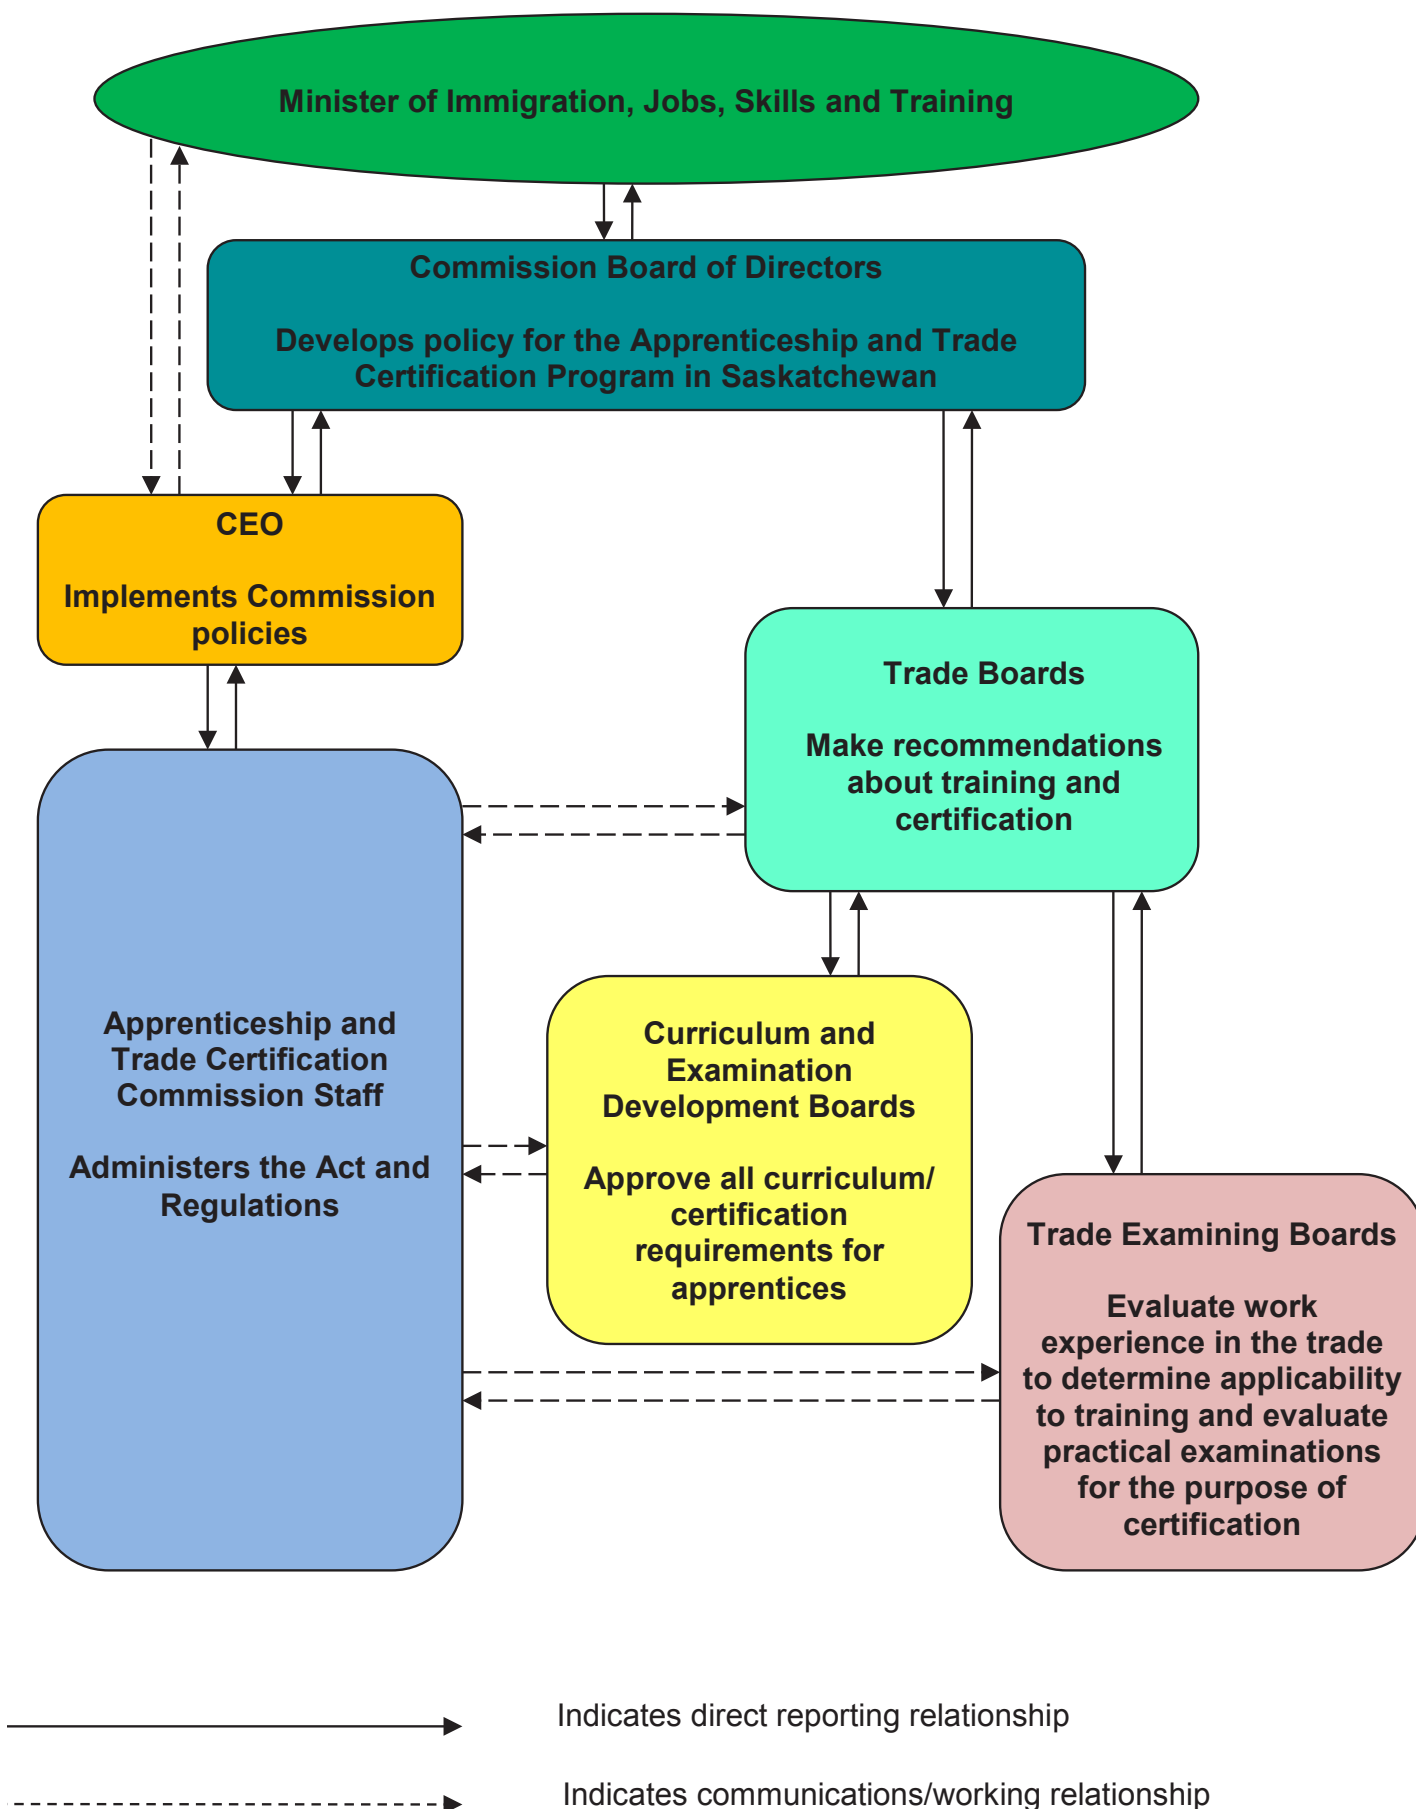 Minister of Immigration, Jobs, Skills and Training
Commission Board of Directors
Develops policy for the Apprenticeship and Trade
Certification Program in Saskatchewan
CEO
Implements Commission
policies
Trade Boards
Make recommendations
about training and
certification
Apprenticeship and
Trade Certification
Commission Staff
Administers the Act and
Regulations
Curriculum and
Examination
Development Boards
Approve all curriculum/
certification
requirements for
apprentices
Trade Examining Boards
Evaluate work
experience in the trade
to determine applicability
to training and evaluate
practical examinations
for the purpose of
certification
Indicates direct reporting relationship
Indicates communications/working relationship